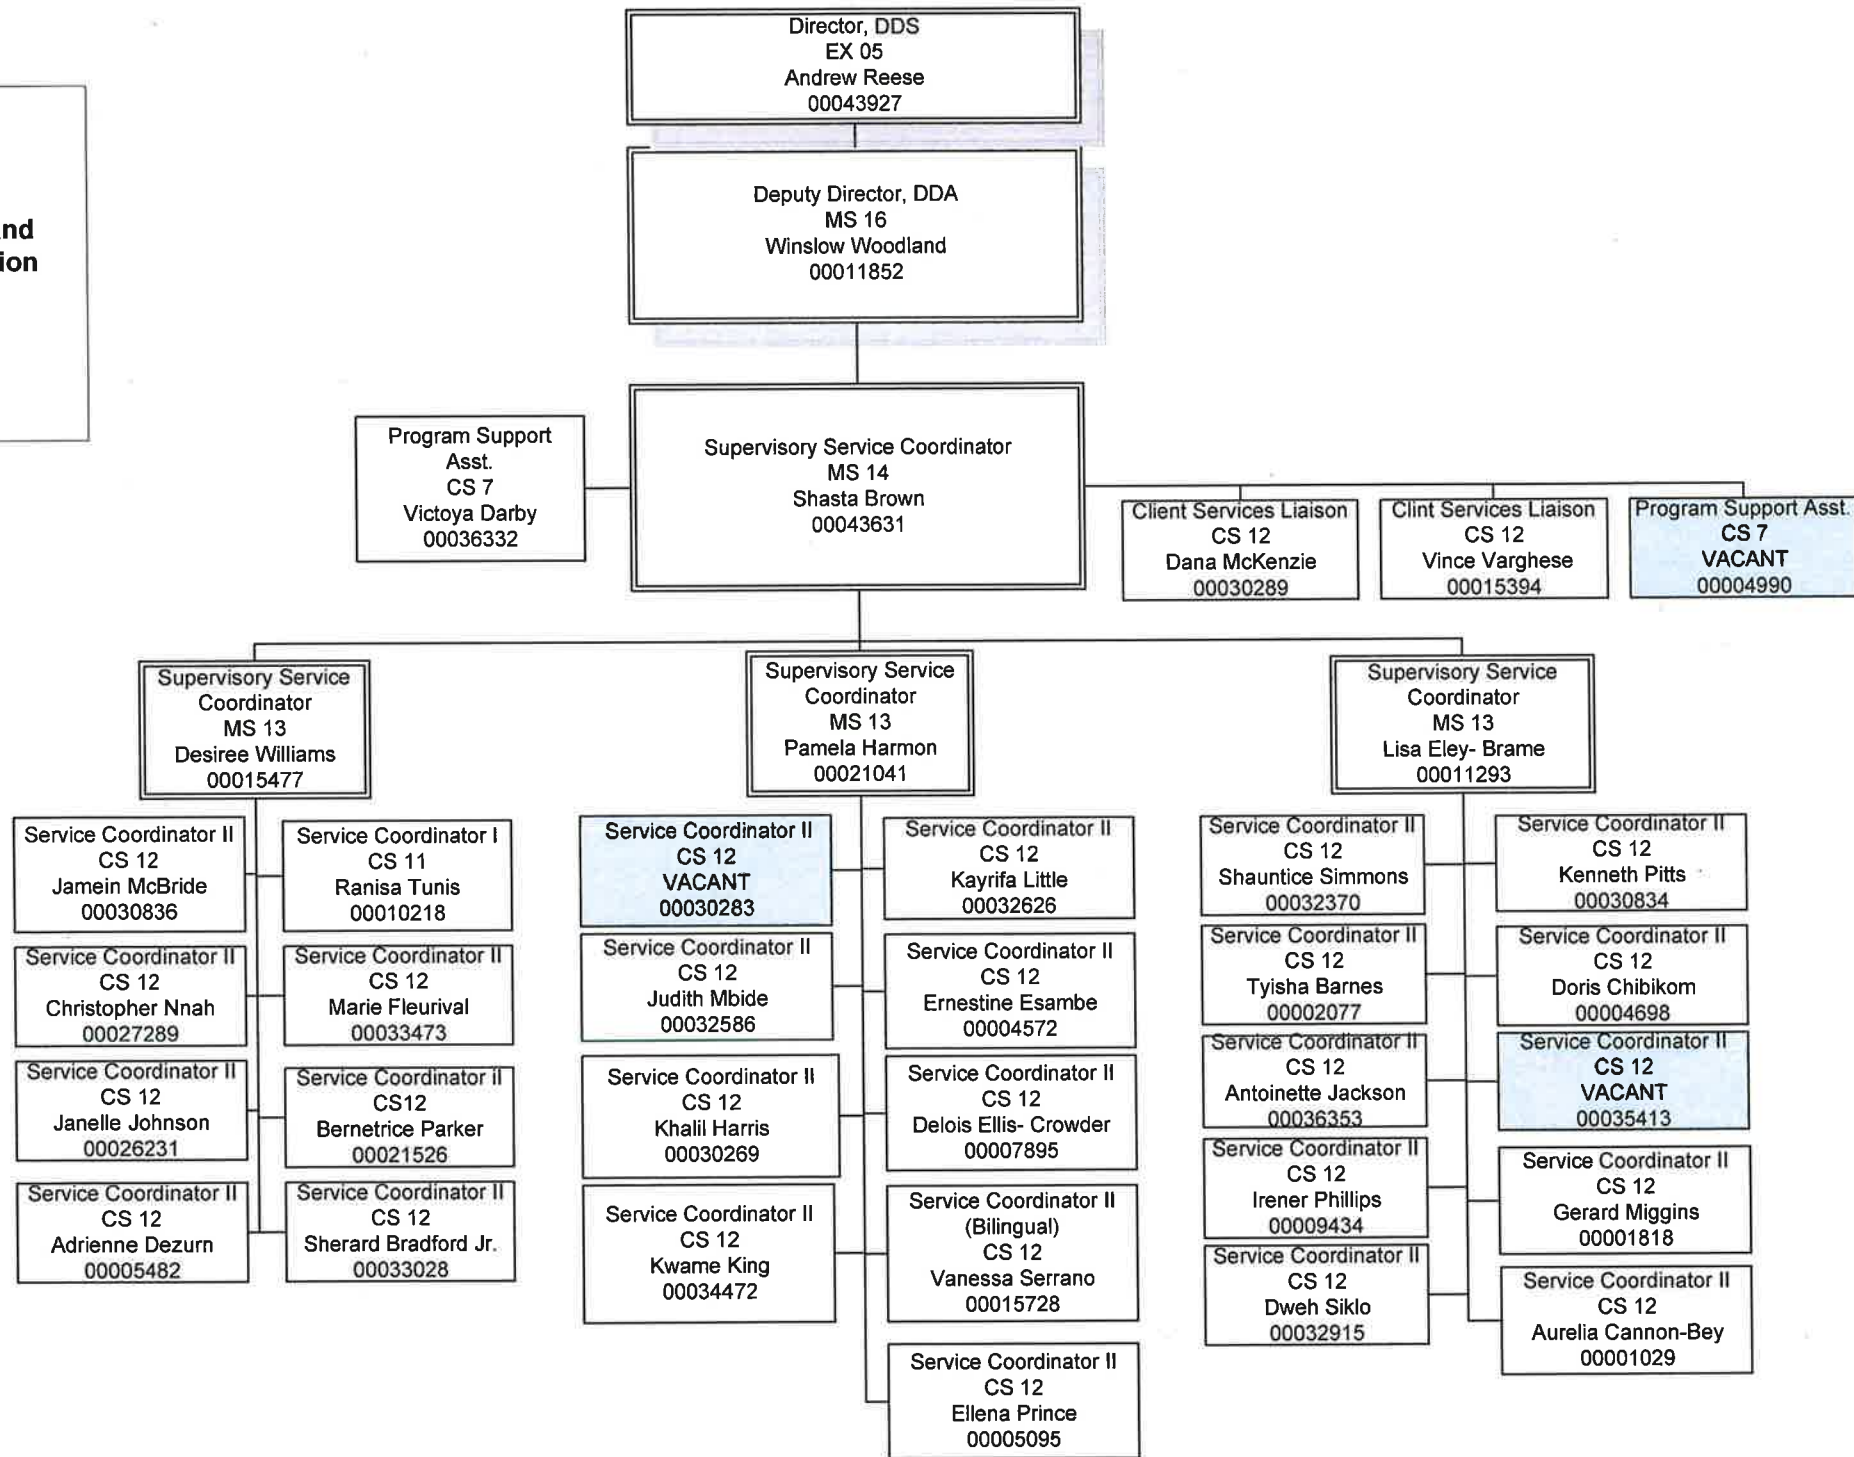 nd
ion
Director, DDS
EX 05
Andrew Reese
00043927
Deputy Director, DDA
MS 16
Winslow Woodland
00011852
Program Support
Asst.
CS 7
Victoya Darby
00036332
Supervisory Service Coordinator
MS 14
Shasta Brown
00043631
Client Services Liaison
CS 12
Dana McKenzie
00030289
Clint Services Liaison
CS 12
Vince Varghese
00015394
Program Support Asst.
CS 7
VACANT
00004990
Supervisory Service
Coordinator
MS 13
Desiree Williams
00015477
Supervisory Service
Coordinator
MS 13
Pamela Harmon
00021041
Supervisory Service
Coordinator
MS 13
Lisa Eley- Brame
00011293
Service Coordinator II
CS 12
Jamein McBride
00030836
Service Coordinator I
CS 11
Ranisa Tunis
00010218
Service Coordinator II
CS 12
Christopher Nnah
00027289
Service Coordinator II
CS 12
Marie Fleurival
00033473
Service Coordinator II
CS 12
Janelle Johnson
00026231
Service Coordinator iI
CS12
Bernetrice Parker
00021526
Service Coordinator II
CS 12
Adrienne Dezurn
00005482
Service Coordinator II
CS 12
Sherard Bradford Jr.
00033028
Service Coordinator II
CS 12
VACANT
00030283
Service Coordinator II
CS 12
Kayrifa Little
00032626
Service Coordinator II
CS 12
Judith Mbide
00032586
Service Coordinator II
CS 12
Ernestine Esambe
00004572
Service Coordinator II
CS 12
Khalil Harris
00030269
Service Coordinator II
CS 12
Delois Ellis- Crowder
00007895
Service Coordinator II
CS 12
Kwame King
00034472
Service Coordinator II
(Bilingual)
CS 12
Vanessa Serrano
00015728
Service Coordinator II
CS 12
Ellena Prince
00005095
Service Coordinator II
CS 12
Shauntice Simmons
00032370
Service Coordinator II
CS 12
Kenneth Pitts
00030834
Service Coordinator II
CS 12
Tyisha Barnes
00002077
Service Coordinator II
CS 12
Doris Chibikom
00004698
Service Coordinator II
CS 12
Antoinette Jackson
00036353
Service Coordinator II
CS 12
VACANT
00035413
Service Coordinator II
CS 12
Irener Phillips
00009434
Service Coordinator II
CS 12
Gerard Miggins
00001818
Service Coordinator II
CS 12
Dweh Siklo
00032915
Service Coordinator II
CS 12
Aurelia Cannon-Bey
00001029